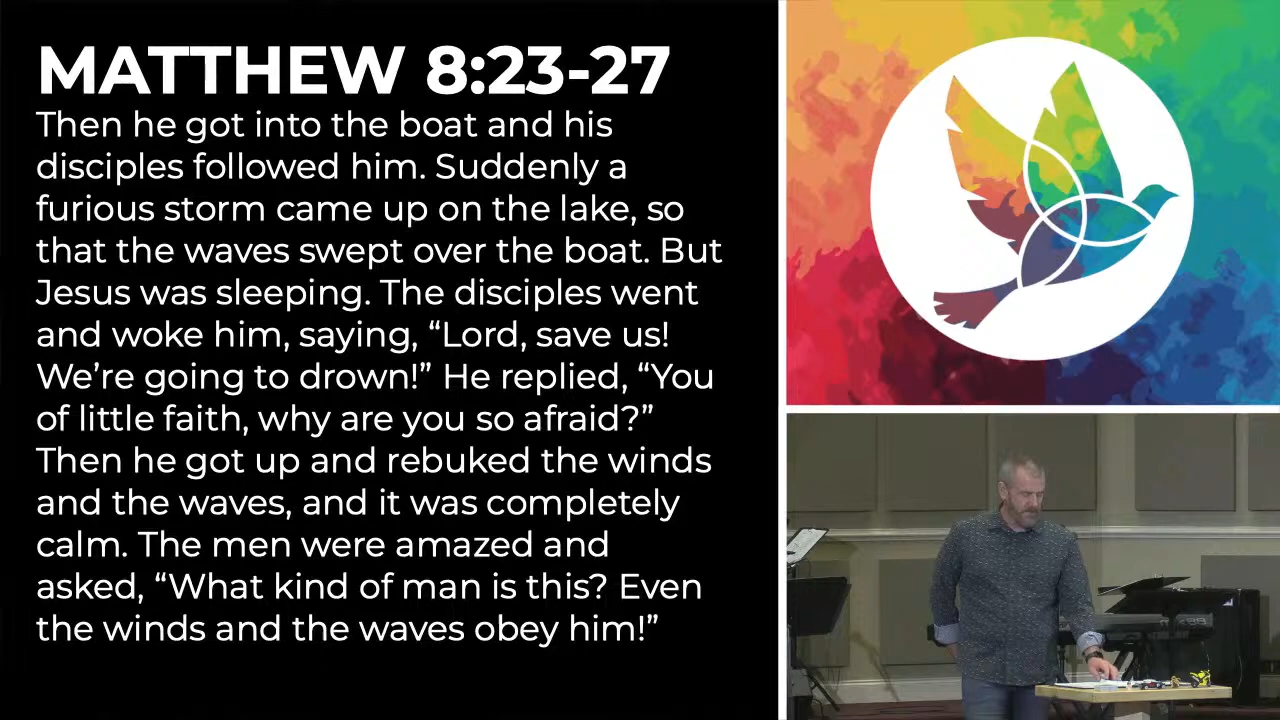 MATTHEW 8:23-27
Then he got into the boat and his
disciples followed him. Suddenly a
furious storm came up on the lake, so
that the waves swept over the boat. But
Jesus was sleeping. The disciples went
and woke him, saying, “Lord, save us!
We’re going to drown!” He replied, “You
of little faith, why are you so afraid?”
Then he got up and rebuked the winds
and the waves, and it was completely
calm. The men were amazed and
asked, “What kind of man is this? Even
the winds and the waves obey him!”